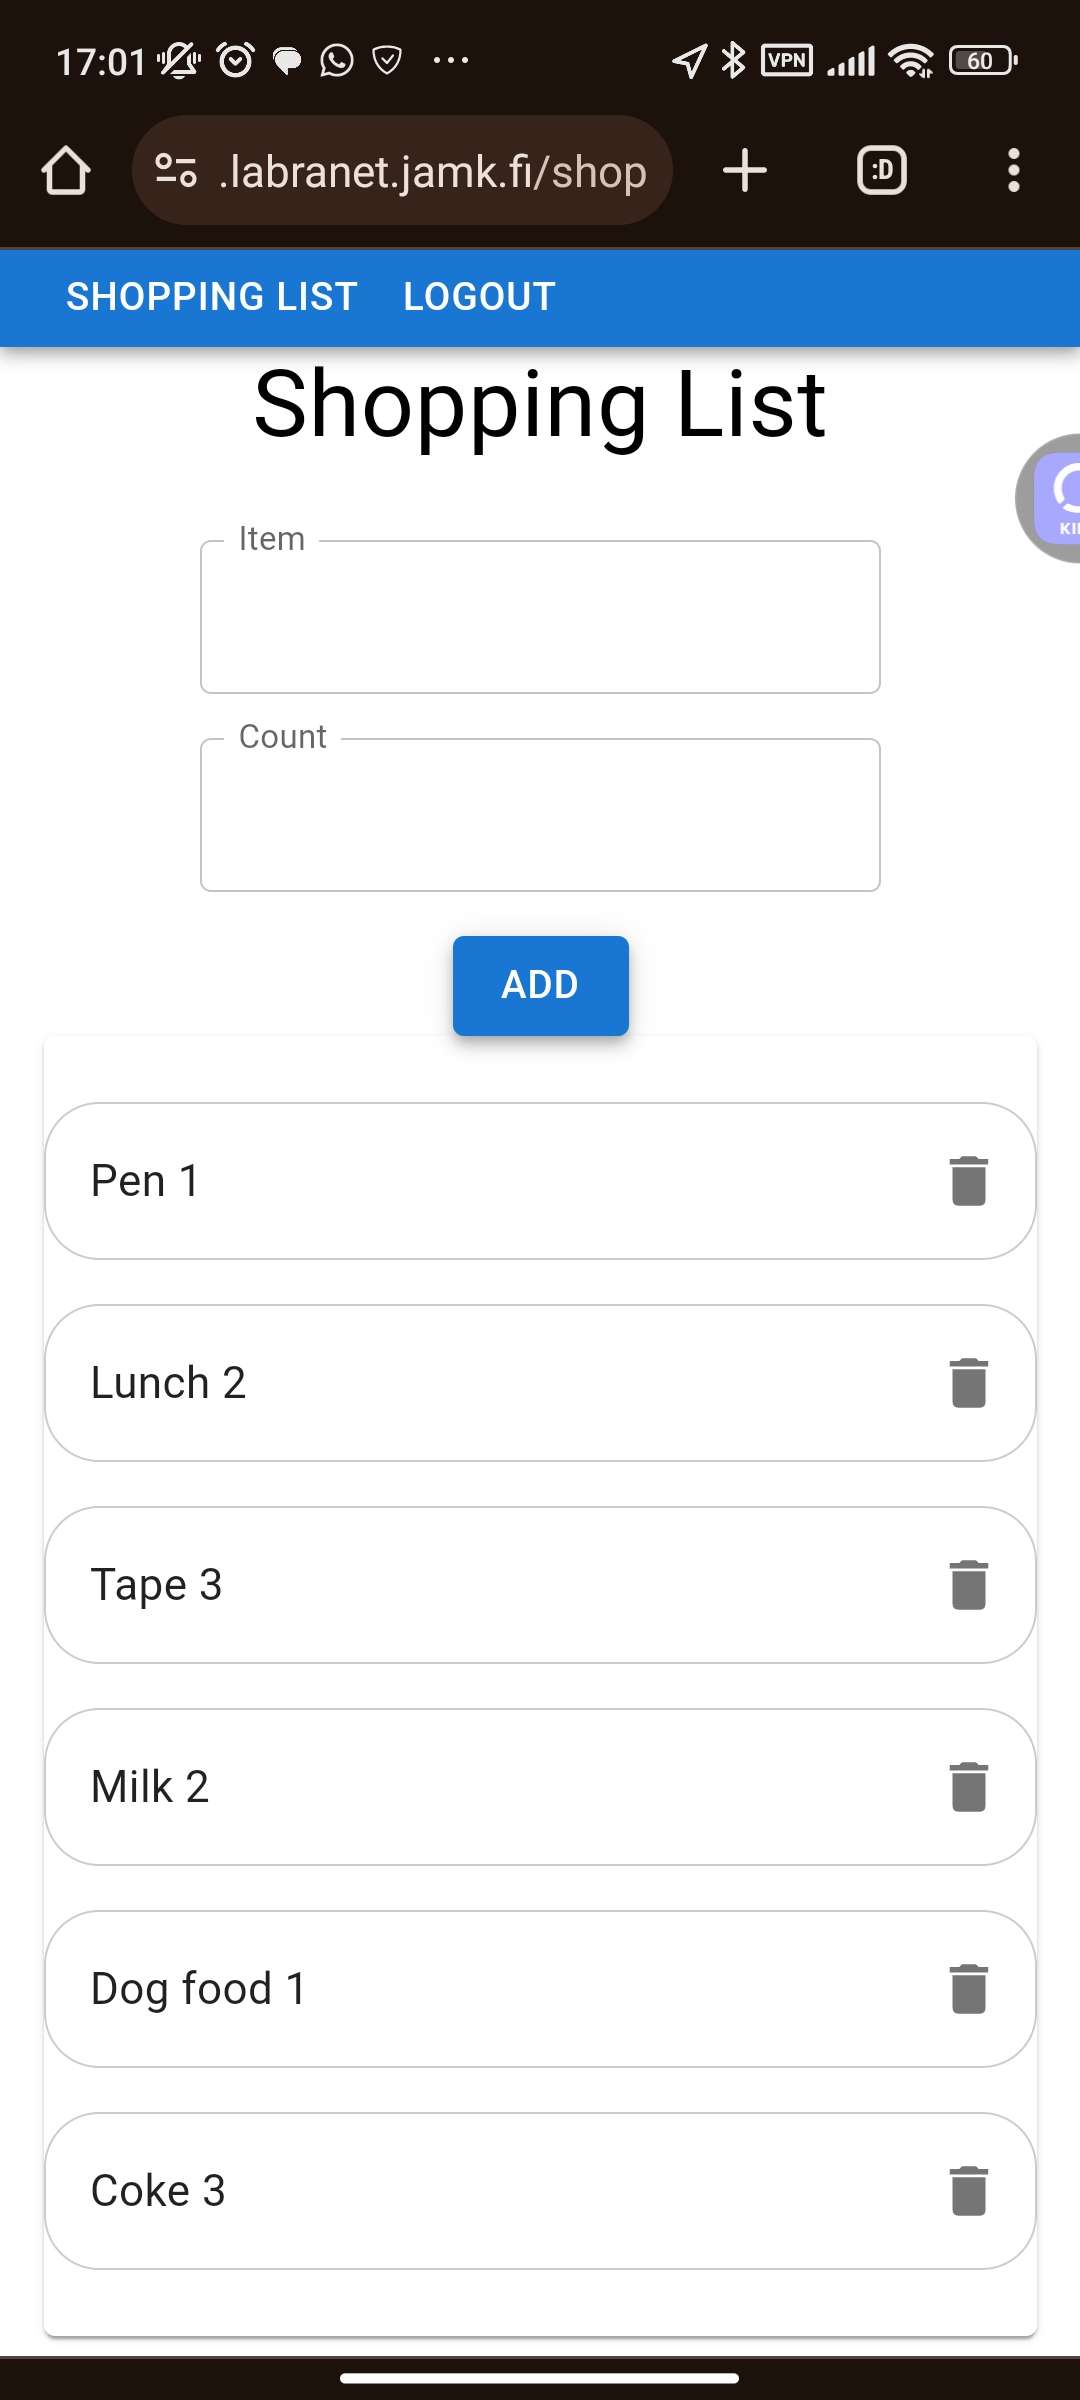 17:01 VPN 60
.labranet.jamk.fi/shop :D
SHOPPING LIST LOGOUT
Shopping List
Item
Count
ADD
Pen 1
Lunch 2
Tape 3
Milk 2
Dog food 1
Coke 3